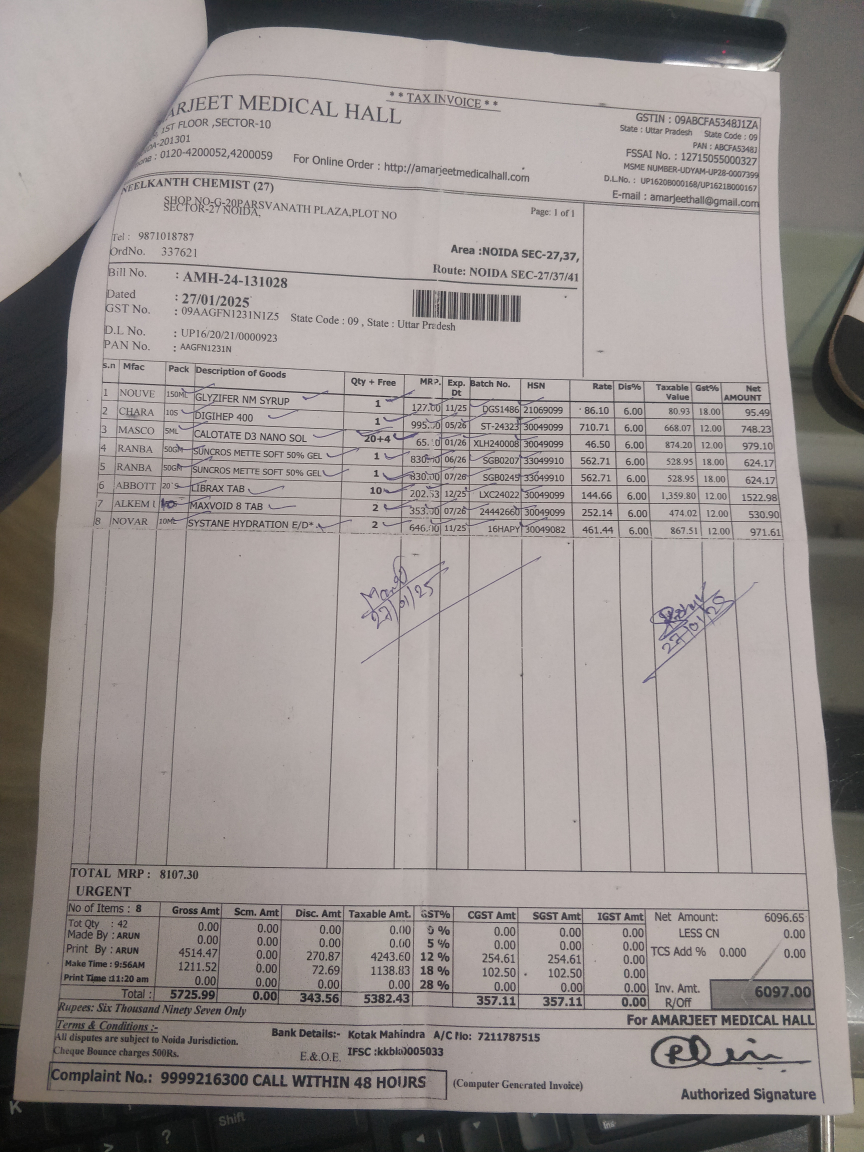 ** TAX INVOICE **
ARJEET MEDICAL HALL
1ST FLOOR ,SECTOR-10
-201301
: 0120-4200052,4200059
For Online Order : http://amarjeetmedicalhall.com
GSTIN : 09ABCFA5348J1ZA
State : Uttar Pradesh State Code : 09
PAN : ABCFA5348J
FSSAI No. : 12715055000327
MSME NUMBER-UDYAM-UP28-0007399
D.L.No. : UP1620B000168/UP16218000167
E-mail : amarjeethall@gmail.com
NEELKANTH CHEMIST (27)
SHOP NO-G-20PARSVANATH PLAZA,PLOT NO
SECTOR-27 NOIDA,
Page: 1 of 1
Tel : 9871018787
OrdNo. 337621
Area :NOIDA SEC-27,37,
Route: NOIDA SEC-27/37/41
Bill No. : AMH-24-131028
Dated : 27/01/2025
GST No. : 09AAGFN1231N1Z5 State Code : 09 , State : Uttar Pradesh
D.L No. : UP16/20/21/0000923
PAN No. : AAGFN1231N
s.n Mfac Pack Description of Goods Qty + Free MRP. Exp. Dt Batch No. HSN Rate Dis% Taxable Value Gst% Net AMOUNT
1 NOUVE 150ML GLYZIFER NM SYRUP 1 127.00 11/25 DGS1486 21069099 86.10 6.00 80.93 18.00 95.49
2 CHARA 10S DIGIHEP 400 1 995.00 05/26 ST-24323 30049099 710.71 6.00 668.07 12.00 748.23
3 MASCO 5ML CALOTATE D3 NANO SOL 20+4 65. 01/26 XLH240008 30049099 46.50 6.00 874.20 12.00 979.10
4 RANBA 50GM SUNCROS METTE SOFT 50% GEL 1 830. 06/26 SGB0207 33049910 562.71 6.00 528.95 18.00 624.17
5 RANBA 50GM SUNCROS METTE SOFT 50% GEL 1 830.00 07/26 SGB0245 33049910 562.71 6.00 528.95 18.00 624.17
6 ABBOTT 20'S LIBRAX TAB 10 202.53 12/25 LXC24022 30049099 144.66 6.00 1,359.80 12.00 1522.98
7 ALKEM MAXVOID 8 TAB 2 353.00 07/26 24442660 30049099 252.14 6.00 474.02 12.00 530.90
8 NOVAR 10ML SYSTANE HYDRATION E/D* 2 646. 11/25 16HAPY 30049082 461.44 6.00 867.51 12.00 971.61
27/01/25
27/01/25
TOTAL MRP : 8107.30
URGENT
No of Items : 8 Gross Amt Scm. Amt Disc. Amt Taxable Amt. GST% CGST Amt SGST Amt IGST Amt
Tot Qty : 42 0.00 0.00 0.00 0.00 0 % 0.00 0.00 0.00
Made By : ARUN 0.00 0.00 0.00 0.00 5 % 0.00 0.00 0.00
Print By : ARUN 4514.47 0.00 270.87 4243.60 12 % 254.61 254.61 0.00
Make Time : 9:56AM 1211.52 0.00 72.69 1138.83 18 % 102.50 102.50 0.00
Print Time :11:20 am 0.00 0.00 0.00 0.00 28 % 0.00 0.00 0.00
Total : 5725.99 0.00 343.56 5382.43 357.11 357.11 0.00
Net Amount: 6096.65
LESS CN 0.00
TCS Add % 0.000 0.00
Inv. Amt. 6097.00
R/Off
Rupees: Six Thousand Ninety Seven Only
For AMARJEET MEDICAL HALL
Terms & Conditions :-
All disputes are subject to Noida Jurisdiction.
Cheque Bounce charges 500Rs.
Bank Details:- Kotak Mahindra A/C No: 7211787515
E.& O.E. IFSC :kkbk0005033
Complaint No.: 9999216300 CALL WITHIN 48 HOURS
(Computer Generated Invoice)
Authorized Signature
K
?
Shift